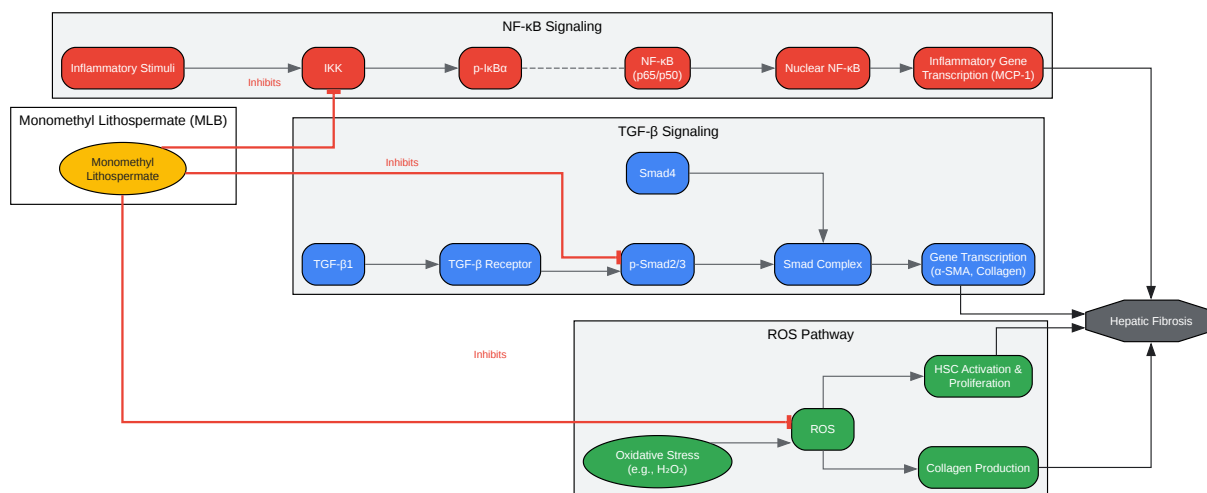 NF-κB Signaling
Inflammatory Stimuli
IKK
p-IκBα
NF-κB
(p65/p50)
Nuclear NF-κB
Inflammatory Gene
Transcription (MCP-1)
Inhibits
Monomethyl Lithospermate (MLB)
Monomethyl
Lithospermate
TGF-β Signaling
Inhibits
Smad4
TGF-β1
TGF-β Receptor
p-Smad2/3
Smad Complex
Gene Transcription
(α-SMA, Collagen)
Hepatic Fibrosis
ROS Pathway
Inhibits
HSC Activation &
Proliferation
ROS
Oxidative Stress
(e.g., H₂O₂)
Collagen Production